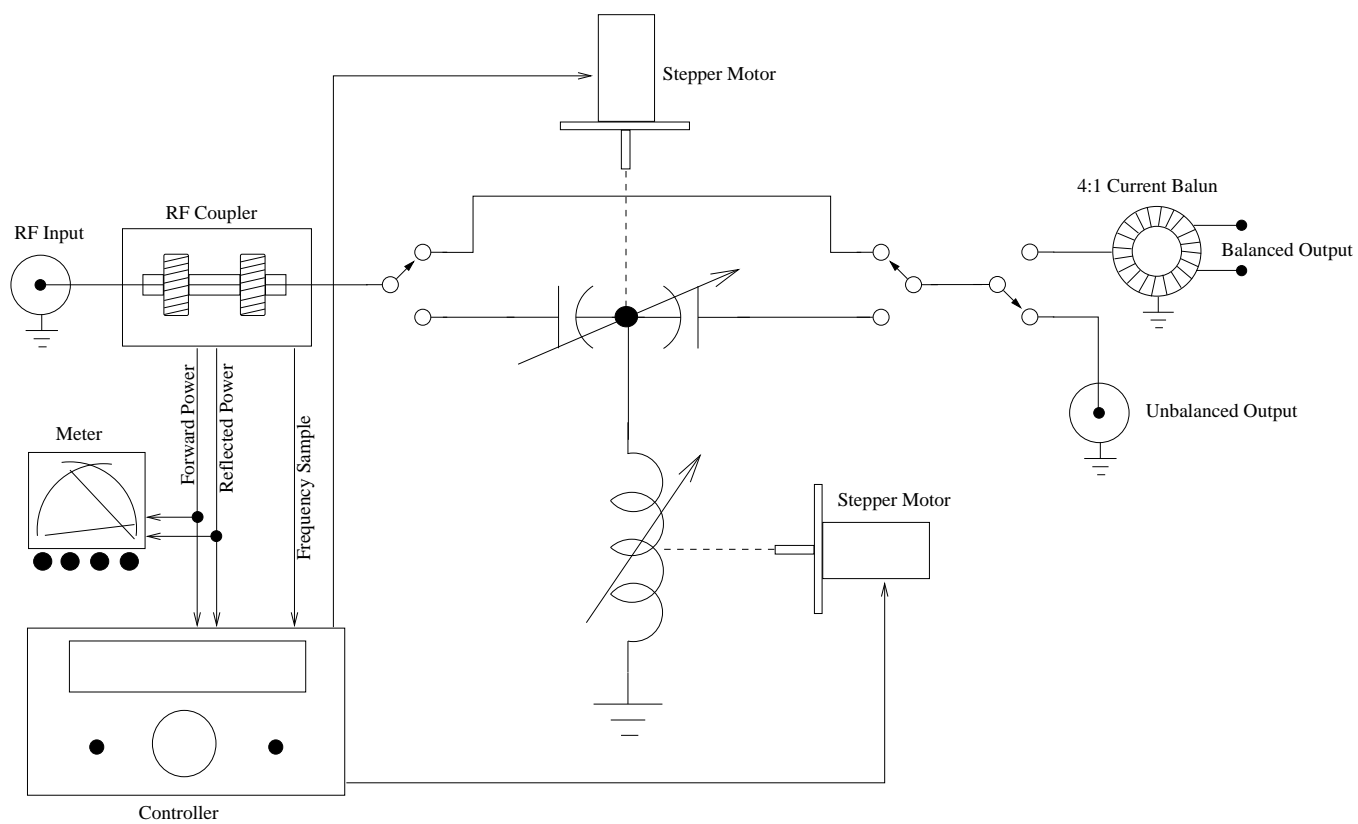 Stepper Motor
4:1 Current Balun
RF Coupler
RF Input
Balanced Output
Forward Power
Reflected Power
Frequency Sample
Unbalanced Output
Meter
Stepper Motor
Controller